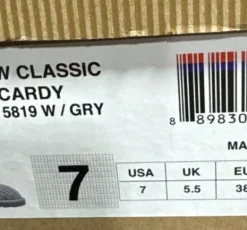 W CLASSIC
CARDY
5819 W / GRY
8 89830
MA
7
USA UK EU
7 5.5 38